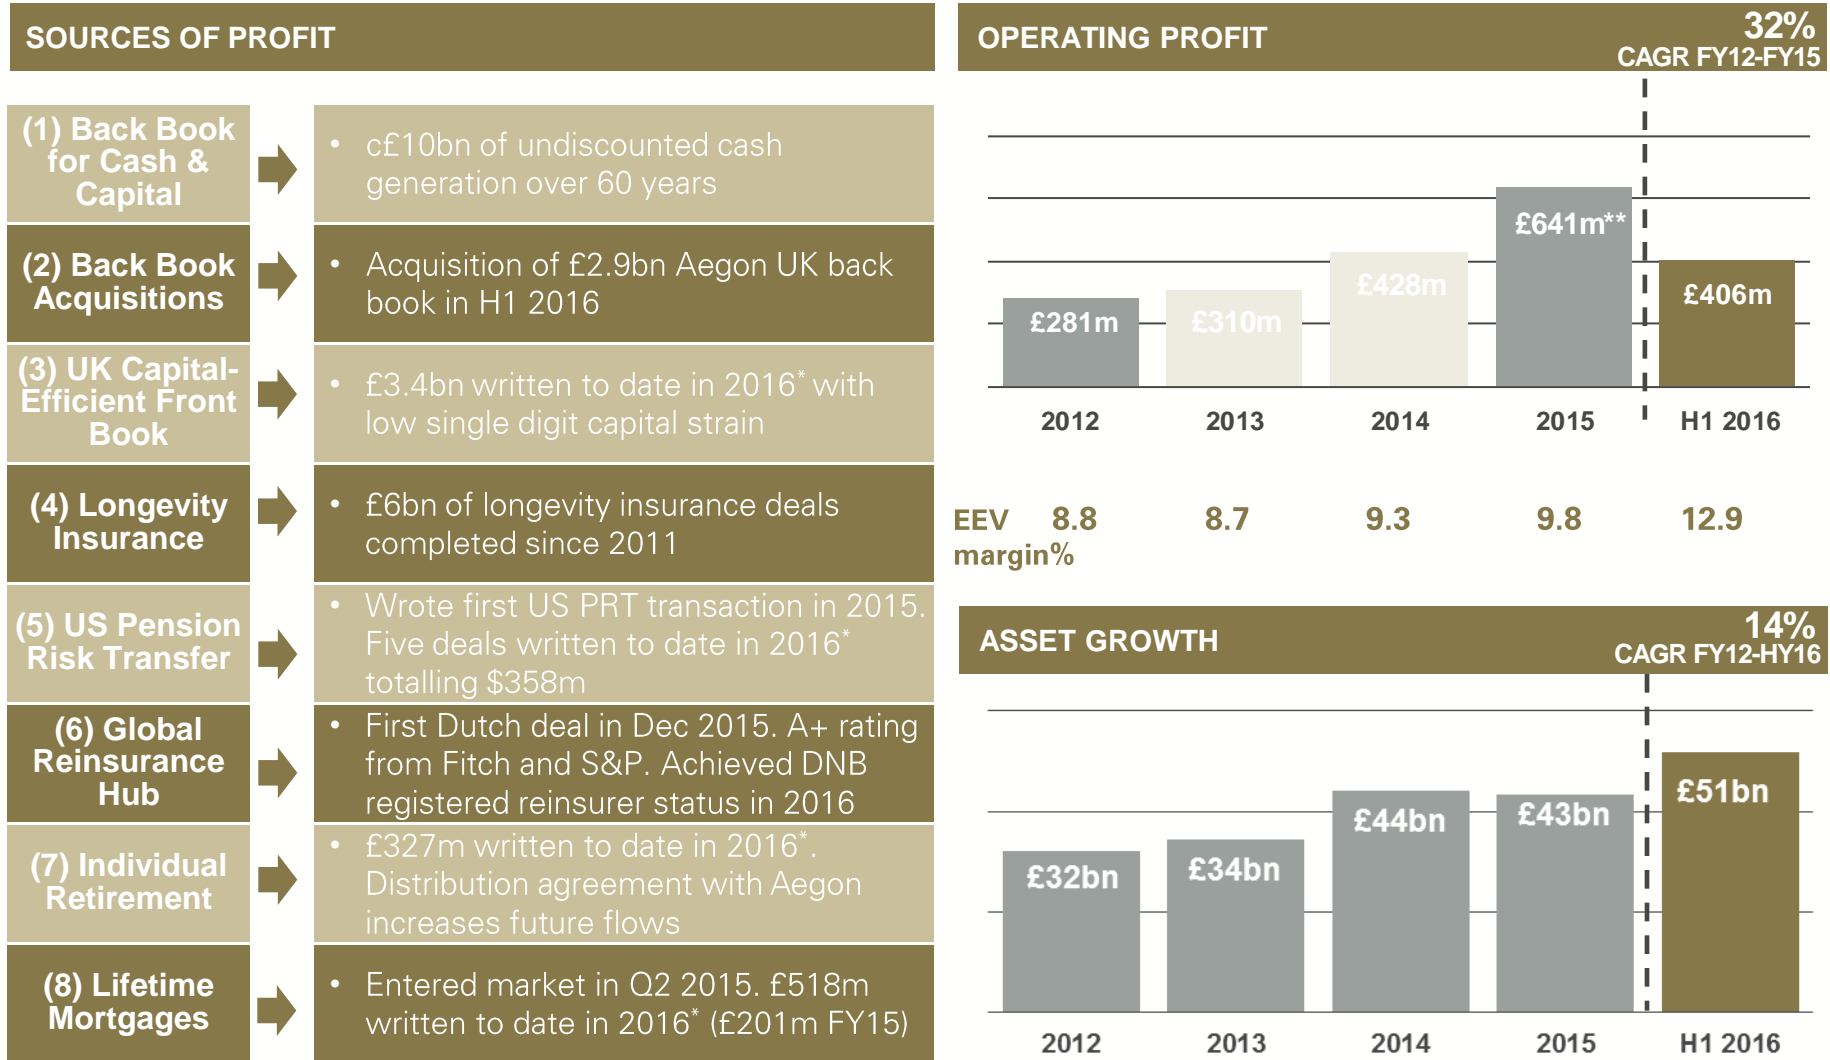 SOURCES OF PROFIT
(1) Back Book
for Cash &
Capital
• c£10bn of undiscounted cash
generation over 60 years
(2) Back Book
Acquisitions
• Acquisition of £2.9bn Aegon UK back
book in H1 2016
(3) UK Capital-
Efficient Front
Book
• £3.4bn written to date in 2016* with
low single digit capital strain
(4) Longevity
Insurance
• £6bn of longevity insurance deals
completed since 2011
(5) US Pension
Risk Transfer
• Wrote first US PRT transaction in 2015.
Five deals written to date in 2016*
totalling $358m
(6) Global
Reinsurance
Hub
• First Dutch deal in Dec 2015. A+ rating
from Fitch and S&P. Achieved DNB
registered reinsurer status in 2016
(7) Individual
Retirement
• £327m written to date in 2016*.
Distribution agreement with Aegon
increases future flows
(8) Lifetime
Mortgages
• Entered market in Q2 2015. £518m
written to date in 2016* (£201m FY15)
OPERATING PROFIT
32%
CAGR FY12-FY15
£281m £310m £428m £641m** £406m
2012 2013 2014 2015 H1 2016
EEV 8.8 8.7 9.3 9.8 12.9
margin%
ASSET GROWTH
14%
CAGR FY12-HY16
£32bn £34bn £44bn £43bn £51bn
2012 2013 2014 2015 H1 2016